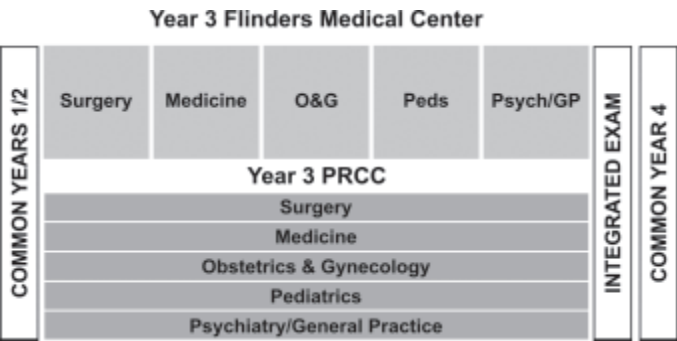 Year 3 Flinders Medical Center
COMMON YEARS 1/2
Surgery
Medicine
O&G
Peds
Psych/GP
Year 3 PRCC
Surgery
Medicine
Obstetrics & Gynecology
Pediatrics
Psychiatry/General Practice
INTEGRATED EXAM
COMMON YEAR 4